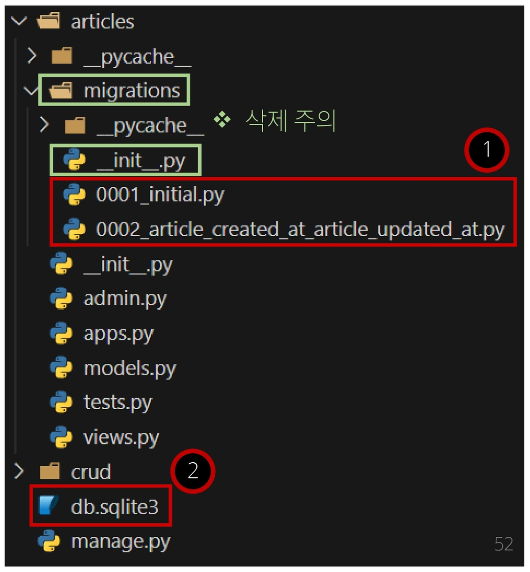 articles
__pycache__
migrations
__pycache__ ❖ 삭제 주의
__init__.py
1
0001_initial.py
0002_article_created_at_article_updated_at.py
__init__.py
admin.py
apps.py
models.py
tests.py
views.py
crud
2
db.sqlite3
manage.py
52